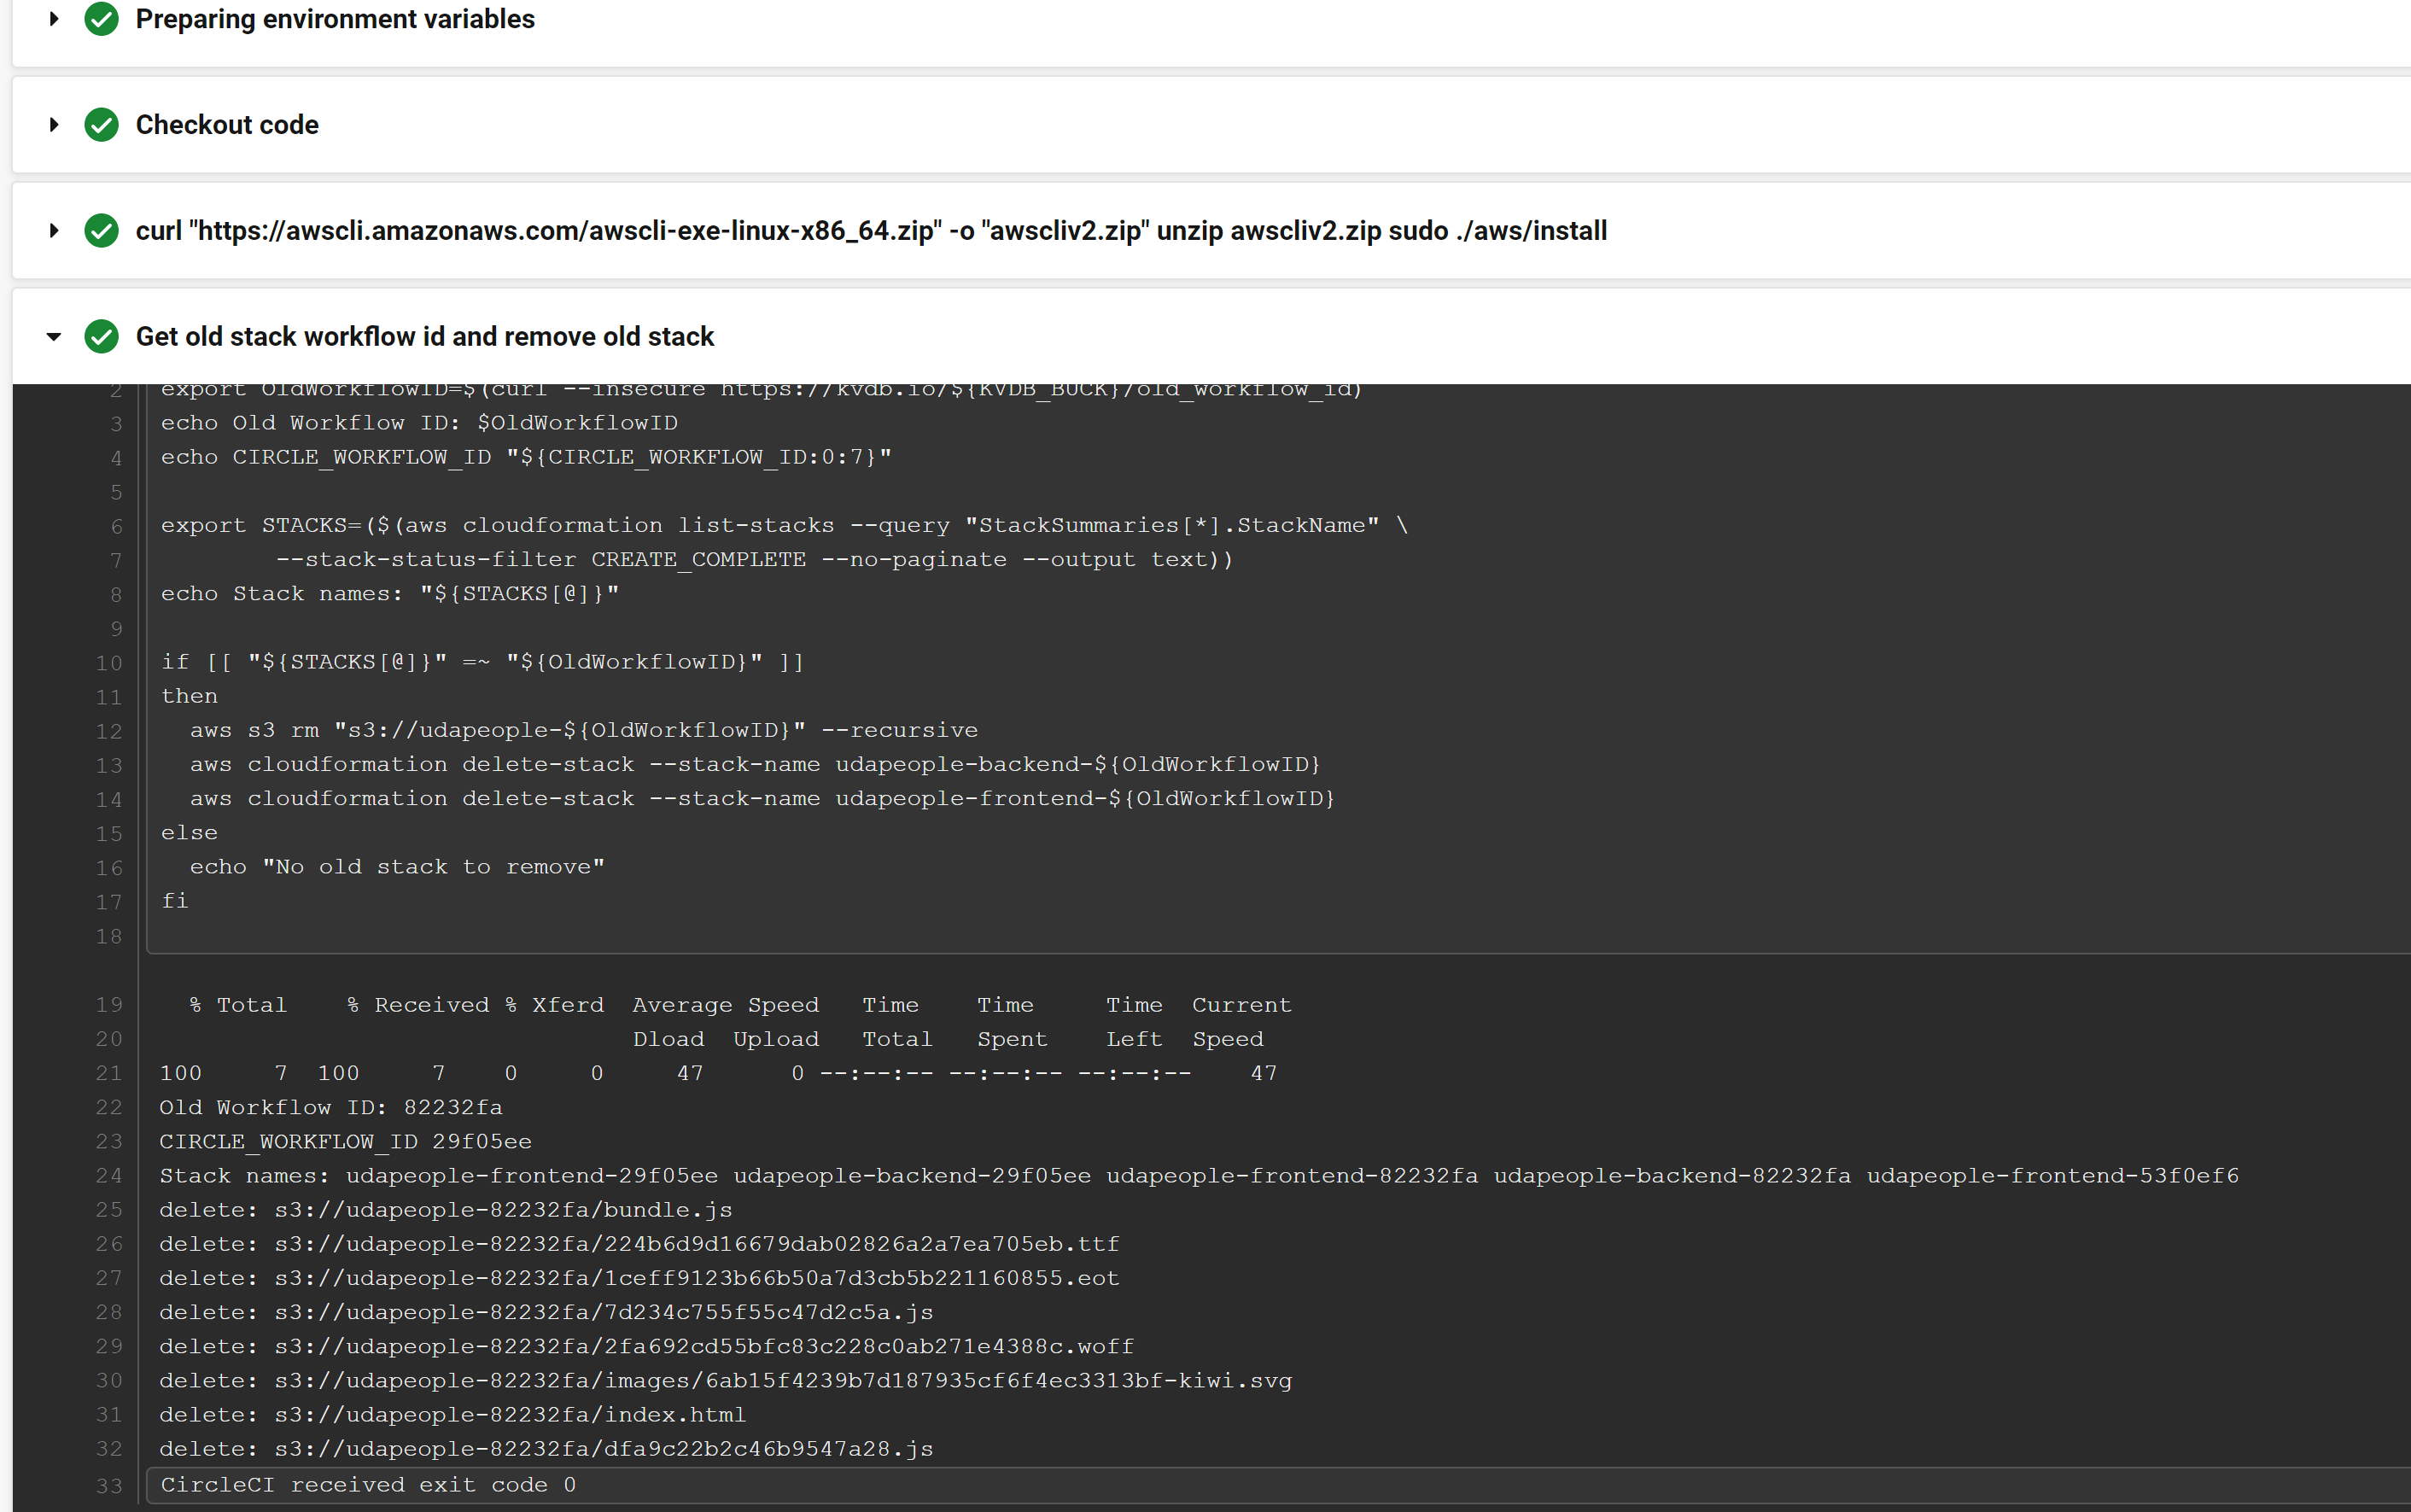 Preparing environment variables
Checkout code
curl "https://awscli.amazonaws.com/awscli-exe-linux-x86_64.zip" -o "awscliv2.zip" unzip awscliv2.zip sudo ./aws/install
Get old stack workflow id and remove old stack
2 export OldWorkflowID=$(curl --insecure https://kvdb.io/${KVDB_BUCK}/old_workflow_id)
3 echo Old Workflow ID: $OldWorkflowID
4 echo CIRCLE_WORKFLOW_ID "${CIRCLE_WORKFLOW_ID:0:7}"
5
6 export STACKS=($(aws cloudformation list-stacks --query "StackSummaries[*].StackName" \
7         --stack-status-filter CREATE_COMPLETE --no-paginate --output text))
8 echo Stack names: "${STACKS[@]}"
9
10 if [[ "${STACKS[@]}" =~ "${OldWorkflowID}" ]]
11 then
12   aws s3 rm "s3://udapeople-${OldWorkflowID}" --recursive
13   aws cloudformation delete-stack --stack-name udapeople-backend-${OldWorkflowID}
14   aws cloudformation delete-stack --stack-name udapeople-frontend-${OldWorkflowID}
15 else
16   echo "No old stack to remove"
17 fi
18
19   % Total    % Received % Xferd  Average Speed   Time    Time     Time  Current
20                                  Dload  Upload   Total   Spent    Left  Speed
21 100     7  100     7    0     0     47      0 --:--:-- --:--:-- --:--:--    47
22 Old Workflow ID: 82232fa
23 CIRCLE_WORKFLOW_ID 29f05ee
24 Stack names: udapeople-frontend-29f05ee udapeople-backend-29f05ee udapeople-frontend-82232fa udapeople-backend-82232fa udapeople-frontend-53f0ef6
25 delete: s3://udapeople-82232fa/bundle.js
26 delete: s3://udapeople-82232fa/224b6d9d16679dab02826a2a7ea705eb.ttf
27 delete: s3://udapeople-82232fa/1ceff9123b66b50a7d3cb5b221160855.eot
28 delete: s3://udapeople-82232fa/7d234c755f55c47d2c5a.js
29 delete: s3://udapeople-82232fa/2fa692cd55bfc83c228c0ab271e4388c.woff
30 delete: s3://udapeople-82232fa/images/6ab15f4239b7d187935cf6f4ec3313bf-kiwi.svg
31 delete: s3://udapeople-82232fa/index.html
32 delete: s3://udapeople-82232fa/dfa9c22b2c46b9547a28.js
33 CircleCI received exit code 0